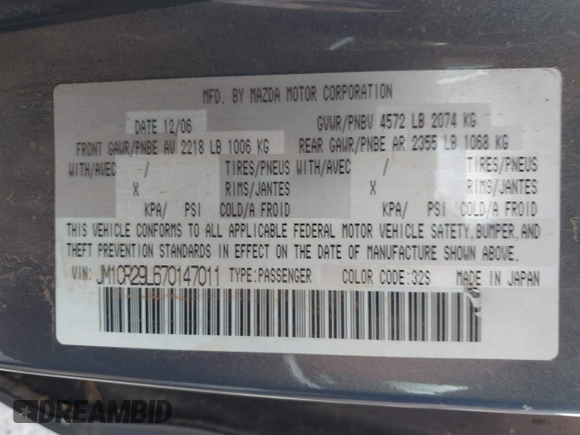 MFD. BY MAZDA MOTOR CORPORATION
DATE 12/06 GVWR/PNBV 4572 LB 2074 KG
FRONT GAWR/PNBE AV 2218 LB 1006 KG REAR GAWR/PNBE AR 2355 LB 1068 KG
WITH/AVEC / TIRES/PNEUS WITH/AVEC / TIRES/PNEUS
X RIMS/JANTES X RIMS/JANTES
KPA/ PSI COLD/A FROID KPA/ PSI COLD/A FROID
THIS VEHICLE CONFORMS TO ALL APPLICABLE FEDERAL MOTOR VEHICLE SAFETY, BUMPER, AND
THEFT PREVENTION STANDARDS IN EFFECT ON THE DATE OF MANUFACTURE SHOWN ABOVE.
VIN: JM1CR29L670147011 TYPE:PASSENGER COLOR CODE:32S MADE IN JAPAN
DREAMBID